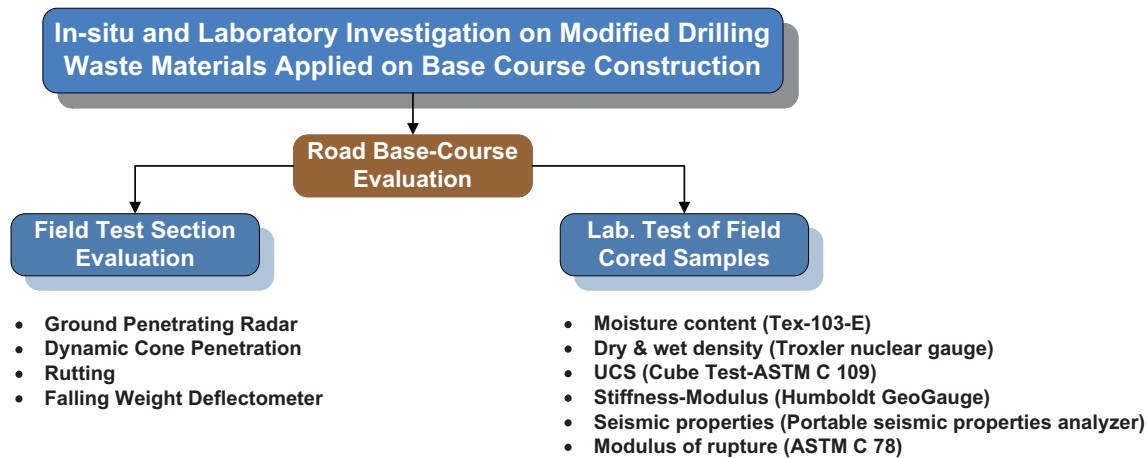 In-situ and Laboratory Investigation on Modified Drilling
Waste Materials Applied on Base Course Construction
Road Base-Course
Evaluation
Field Test Section
Evaluation
• Ground Penetrating Radar
• Dynamic Cone Penetration
• Rutting
• Falling Weight Deflectometer
Lab. Test of Field
Cored Samples
• Moisture content (Tex-103-E)
• Dry & wet density (Troxler nuclear gauge)
• UCS (Cube Test-ASTM C 109)
• Stiffness-Modulus (Humboldt GeoGauge)
• Seismic properties (Portable seismic properties analyzer)
• Modulus of rupture (ASTM C 78)